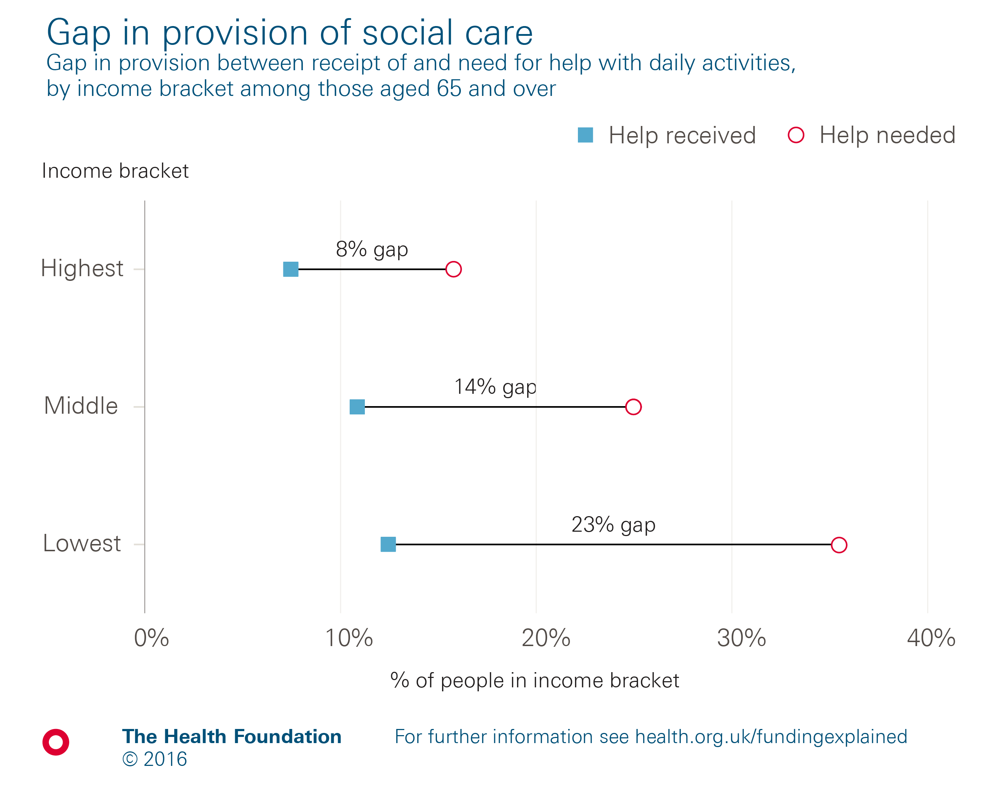 Gap in provision of social care
Gap in provision between receipt of and need for help with daily activities,
by income bracket among those aged 65 and over
Help received Help needed
Income bracket
8% gap
Highest
14% gap
Middle
23% gap
Lowest
0% 10% 20% 30% 40%
% of people in income bracket
The Health Foundation For further information see health.org.uk/fundingexplained
© 2016